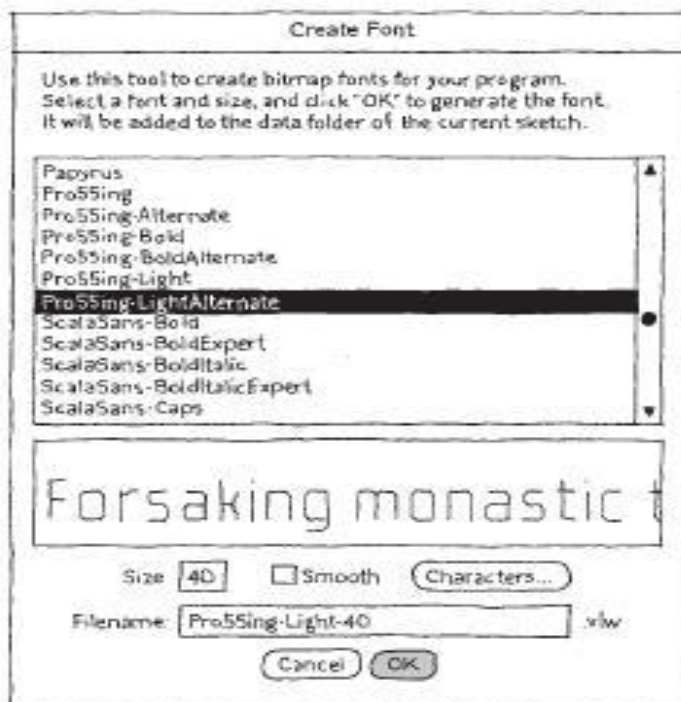 Create Font
Use this tool to create bitmap fonts for your program.
Select a font and size, and click "OK" to generate the font.
It will be added to the data folder of the current sketch.
Papyrus
Pro55ing
Pro55ing-Alternate
Pro55ing-Bold
Pro55ing-BoldAlternate
Pro55ing-Light
Pro55ing-LightAlternate
ScalaSans-Bold
ScalaSans-BoldExpert
ScalaSans-BoldItalic
ScalaSans-BoldItalicExpert
ScalaSans-Caps
Forsaking monastic t
Size 40 Smooth Characters...
Filename: Pro55ing-Light-40 .vlw
Cancel OK